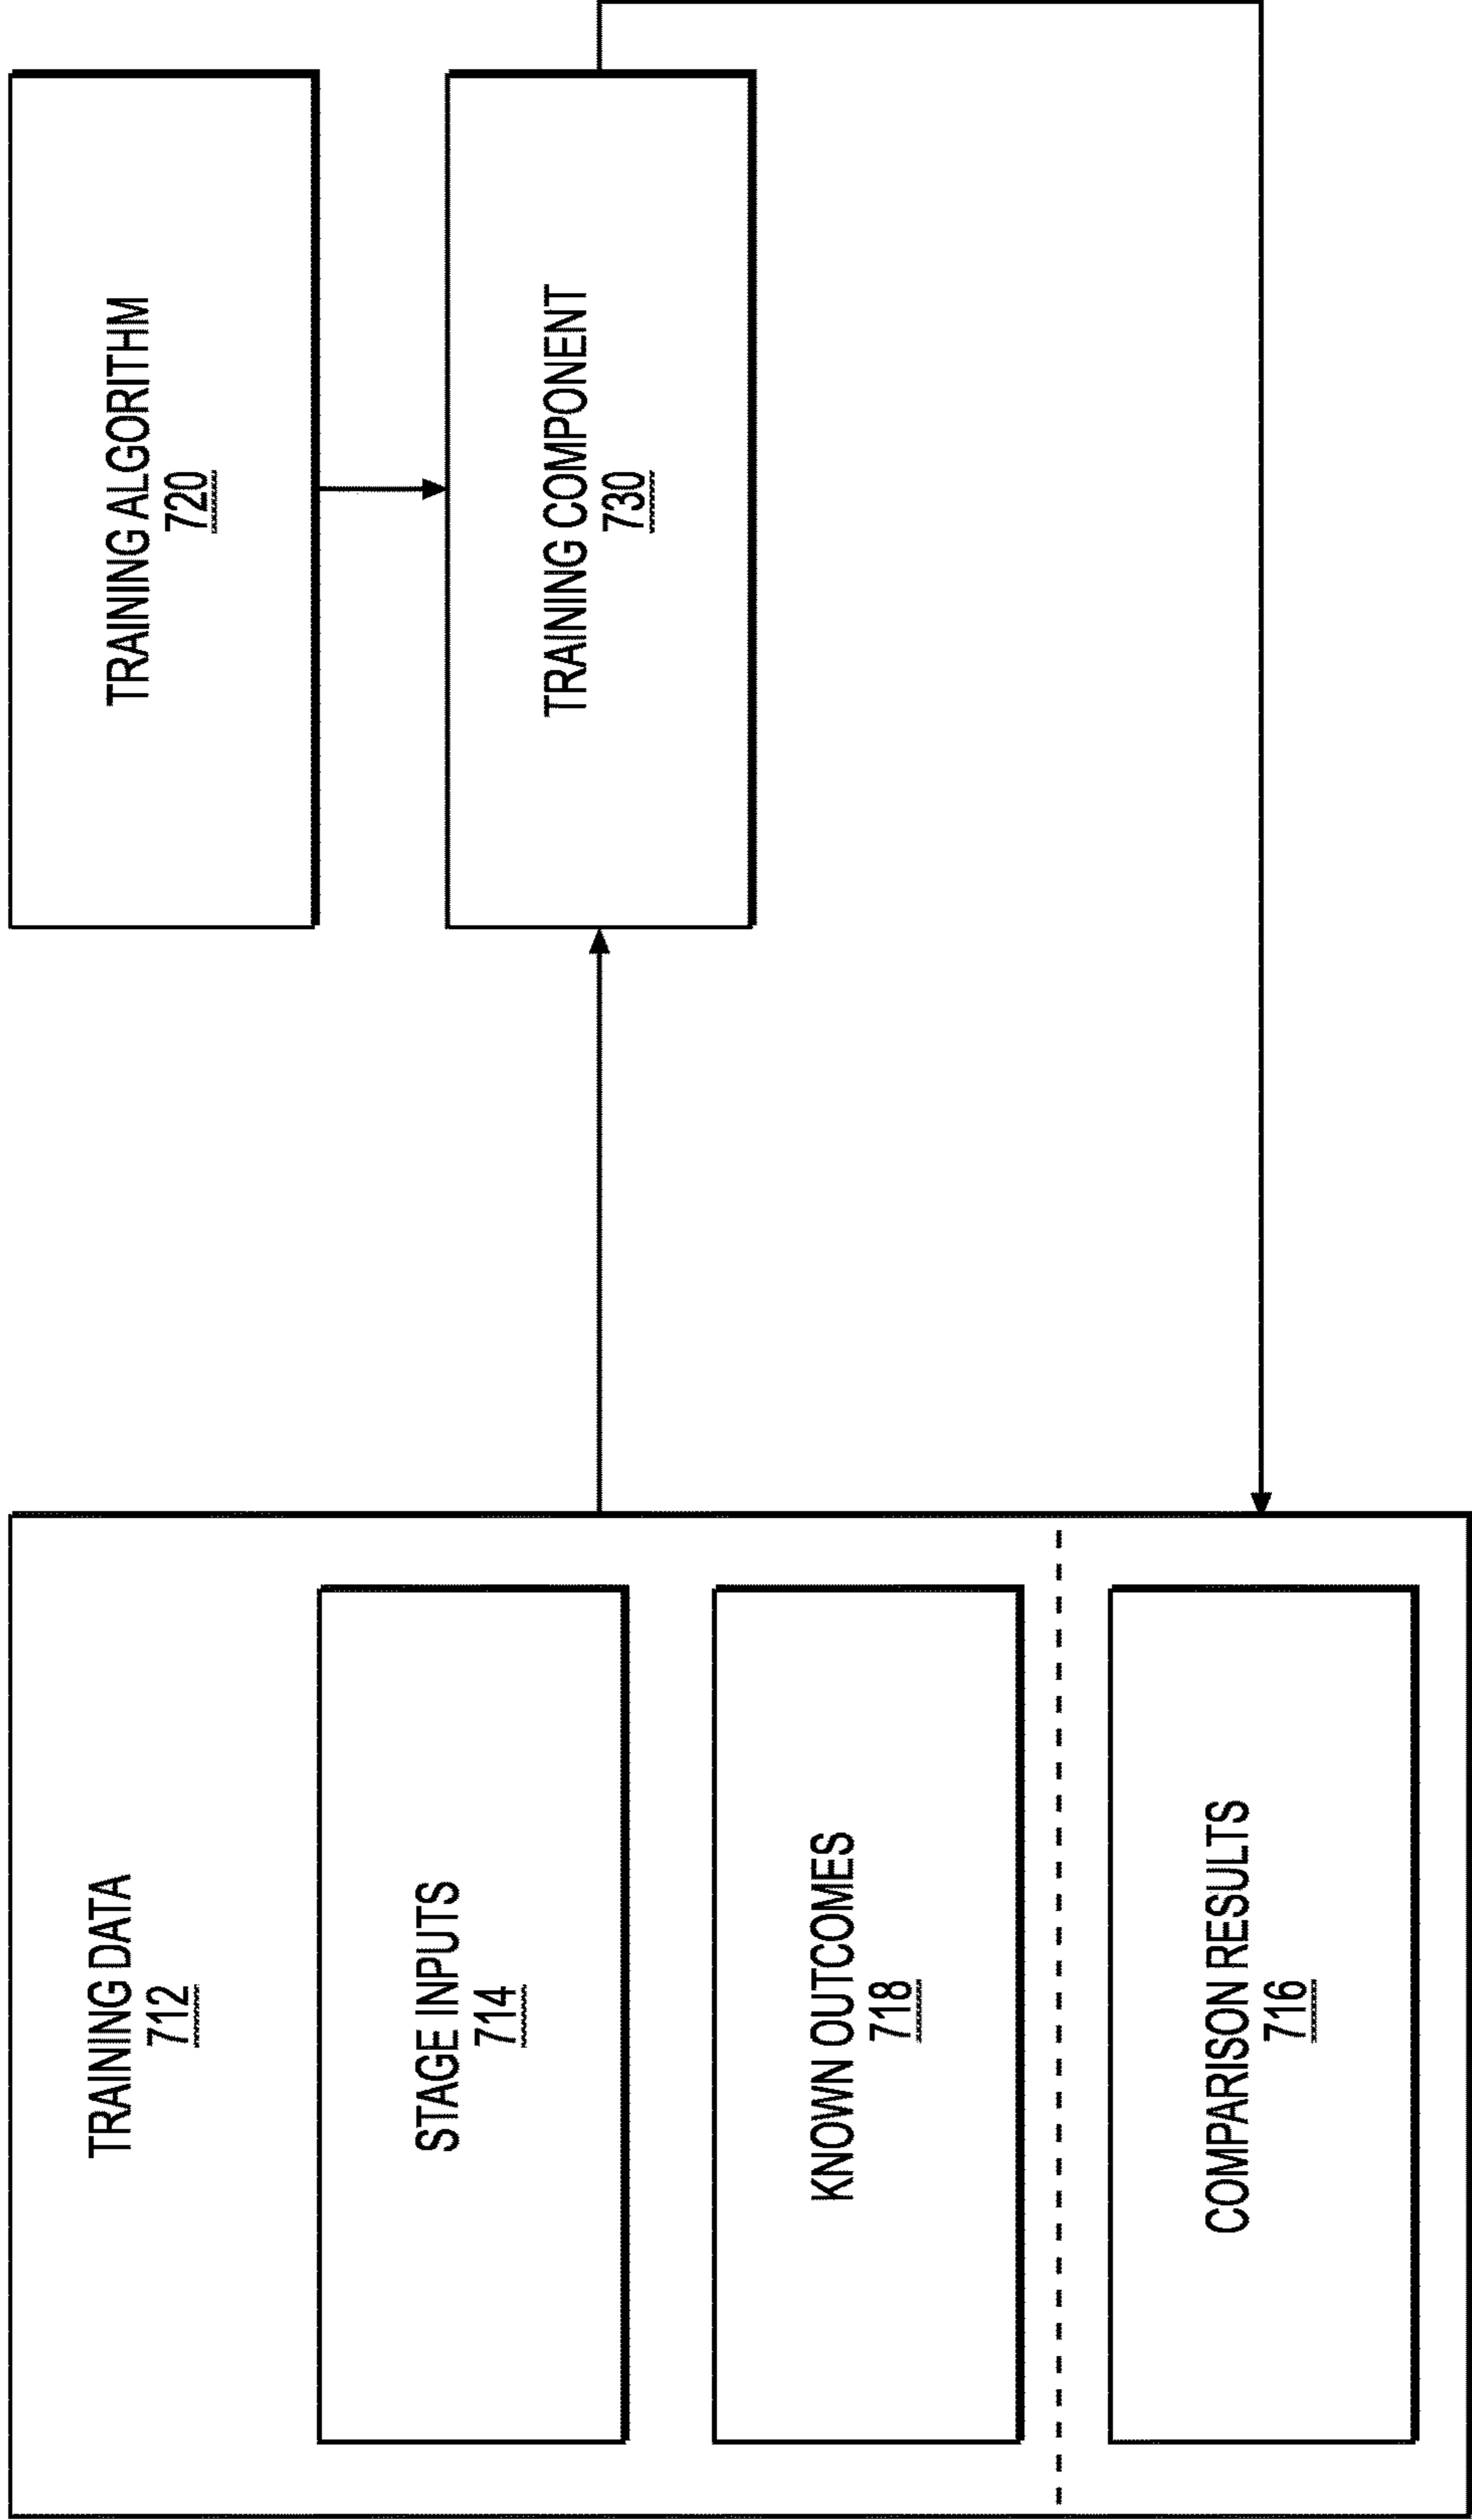 TRAINING DATA
712
STAGE INPUTS
714
KNOWN OUTCOMES
718
COMPARISON RESULTS
716
TRAINING ALGORITHM
720
TRAINING COMPONENT
730